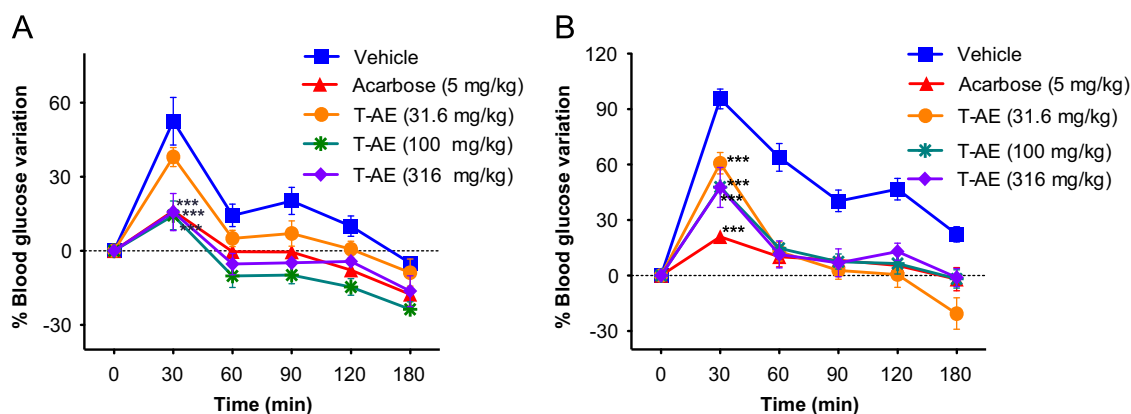 A
% Blood glucose variation
60
30
0
-30
Vehicle
Acarbose (5 mg/kg)
T-AE (31.6 mg/kg)
T-AE (100 mg/kg)
T-AE (316 mg/kg)
***
***
***
0 30 60 90 120 180
Time (min)
B
% Blood glucose variation
120
90
60
30
0
-30
Vehicle
Acarbose (5 mg/kg)
T-AE (31.6 mg/kg)
T-AE (100 mg/kg)
T-AE (316 mg/kg)
***
***
***
***
0 30 60 90 120 180
Time (min)